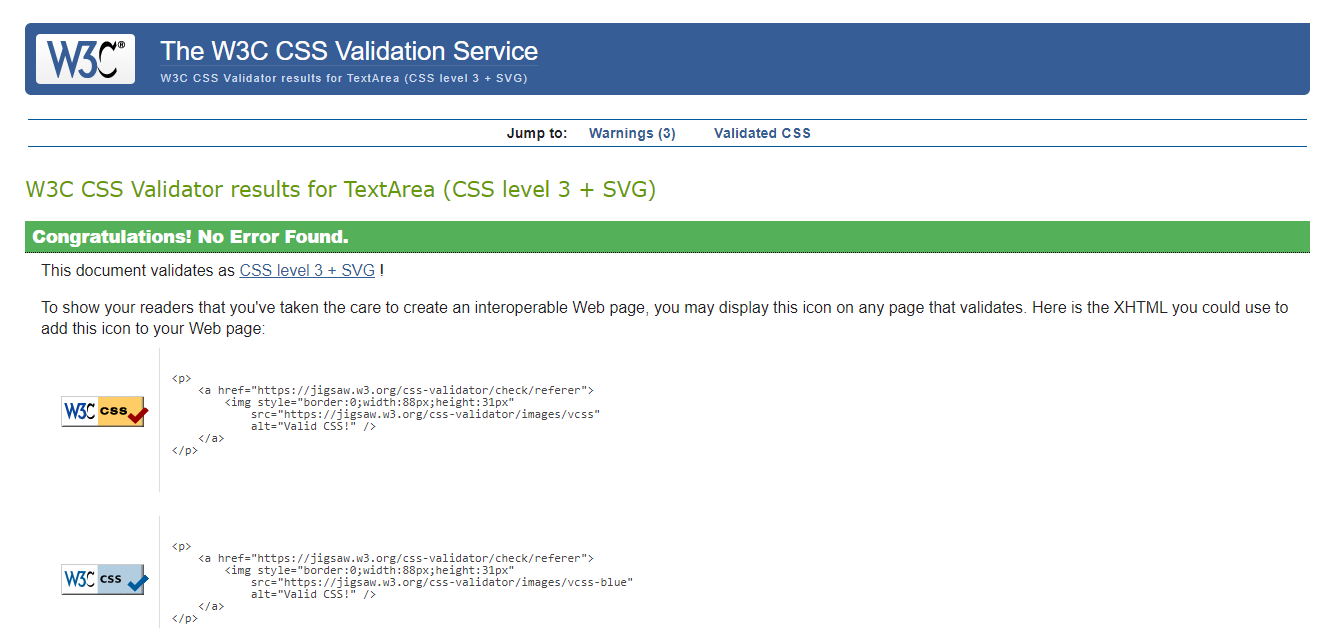 W3C®
The W3C CSS Validation Service
W3C CSS Validator results for TextArea (CSS level 3 + SVG)
Jump to: Warnings (3) Validated CSS
W3C CSS Validator results for TextArea (CSS level 3 + SVG)
Congratulations! No Error Found.
This document validates as CSS level 3 + SVG !
To show your readers that you've taken the care to create an interoperable Web page, you may display this icon on any page that validates. Here is the XHTML you could use to
add this icon to your Web page:
W3C css
<p>
    <a href="https://jigsaw.w3.org/css-validator/check/referer">
        <img style="border:0;width:88px;height:31px"
            src="https://jigsaw.w3.org/css-validator/images/vcss"
            alt="Valid CSS!" />
    </a>
</p>
W3C css
<p>
    <a href="https://jigsaw.w3.org/css-validator/check/referer">
        <img style="border:0;width:88px;height:31px"
            src="https://jigsaw.w3.org/css-validator/images/vcss-blue"
            alt="Valid CSS!" />
    </a>
</p>